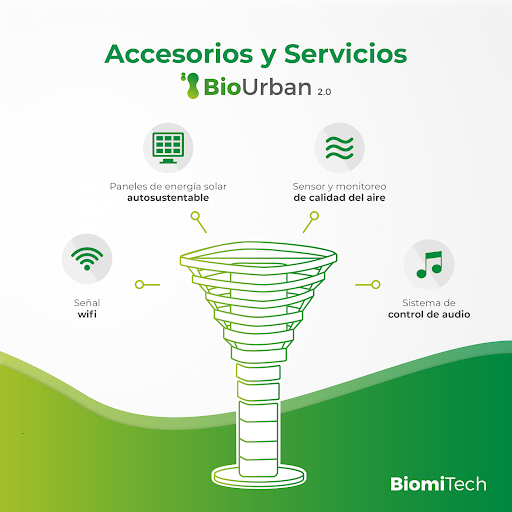 Accesorios y Servicios
BioUrban 2.0
Paneles de energía solar
autosustentable
Sensor y monitoreo
de calidad del aire
Señal
wifi
Sistema de
control de audio
BiomiTech